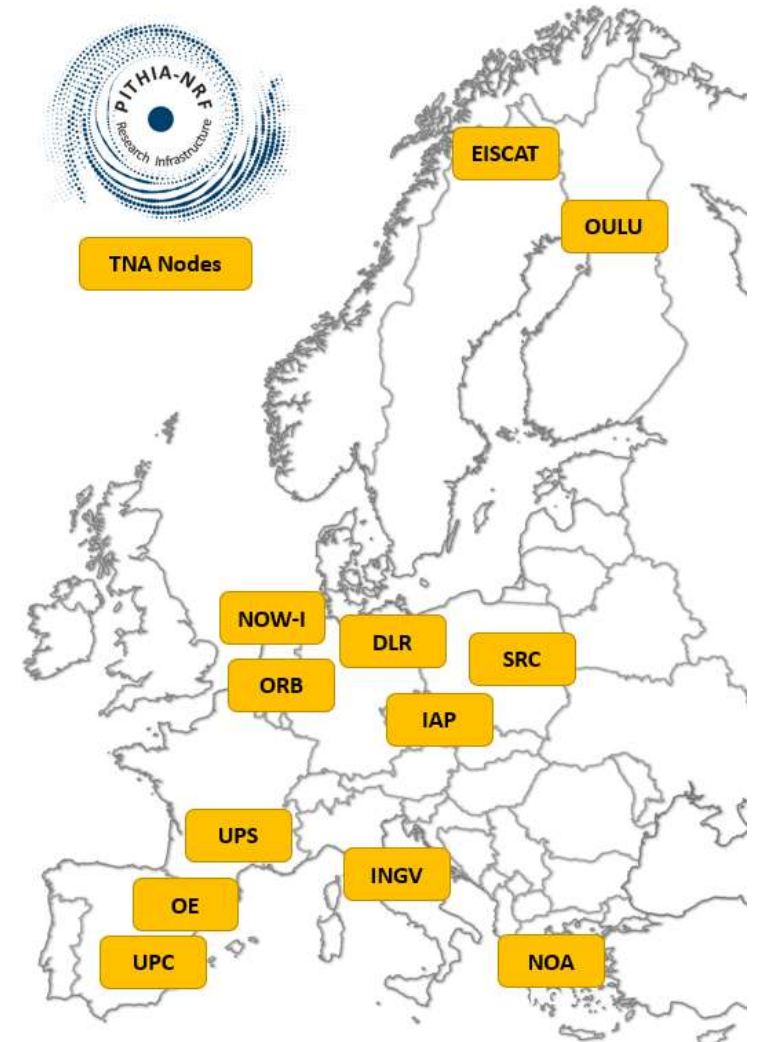 PITHIA-NRF
Research Infrastructure
EISCAT
OULU
TNA Nodes
NOW-I
DLR
SRC
ORB
IAP
UPS
INGV
OE
UPC
NOA